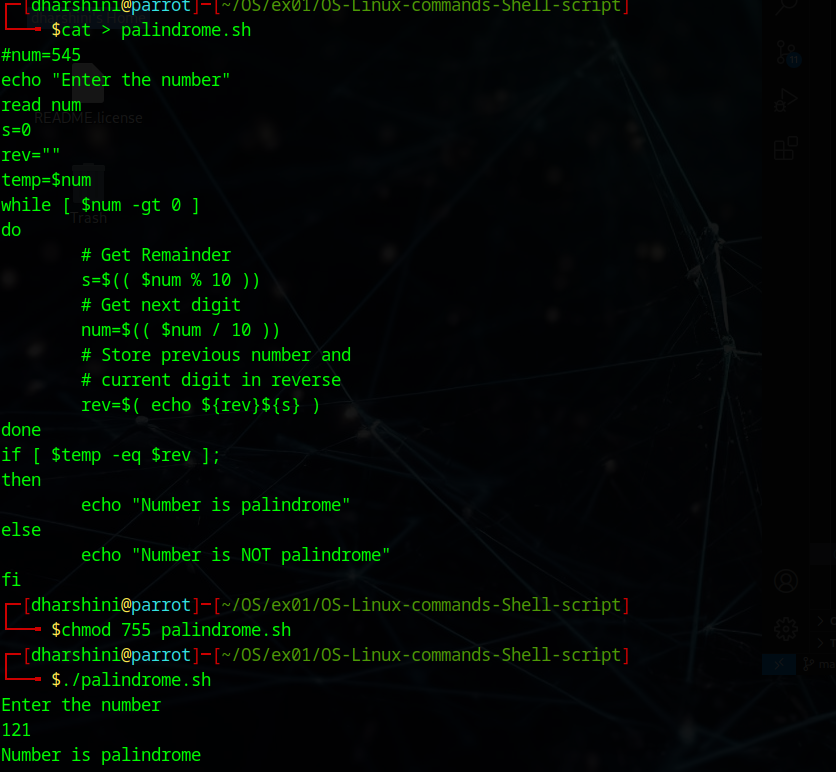 ┌─[dharshini@parrot]─[~/OS/ex01/OS-Linux-commands-Shell-script]
└──╼ $cat > palindrome.sh
#num=545
echo "Enter the number"
read num
s=0
rev=""
temp=$num
while [ $num -gt 0 ]
do
        # Get Remainder
        s=$(( $num % 10 ))
        # Get next digit
        num=$(( $num / 10 ))
        # Store previous number and
        # current digit in reverse
        rev=$( echo ${rev}${s} )
done
if [ $temp -eq $rev ];
then
        echo "Number is palindrome"
else
        echo "Number is NOT palindrome"
fi
┌─[dharshini@parrot]─[~/OS/ex01/OS-Linux-commands-Shell-script]
└──╼ $chmod 755 palindrome.sh
┌─[dharshini@parrot]─[~/OS/ex01/OS-Linux-commands-Shell-script]
└──╼ $./palindrome.sh
Enter the number
121
Number is palindrome
README.license
Trash
11